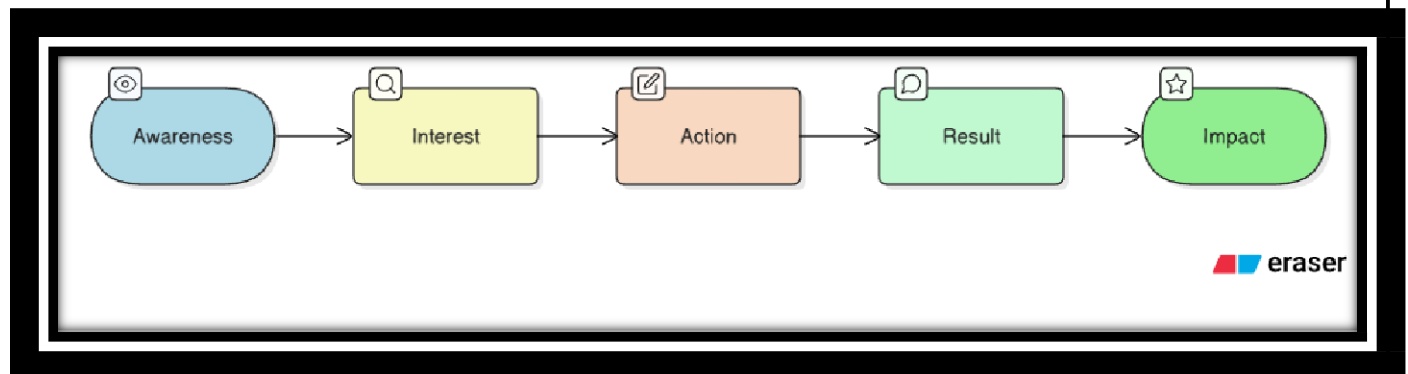 Awareness
Interest
Action
Result
Impact
eraser